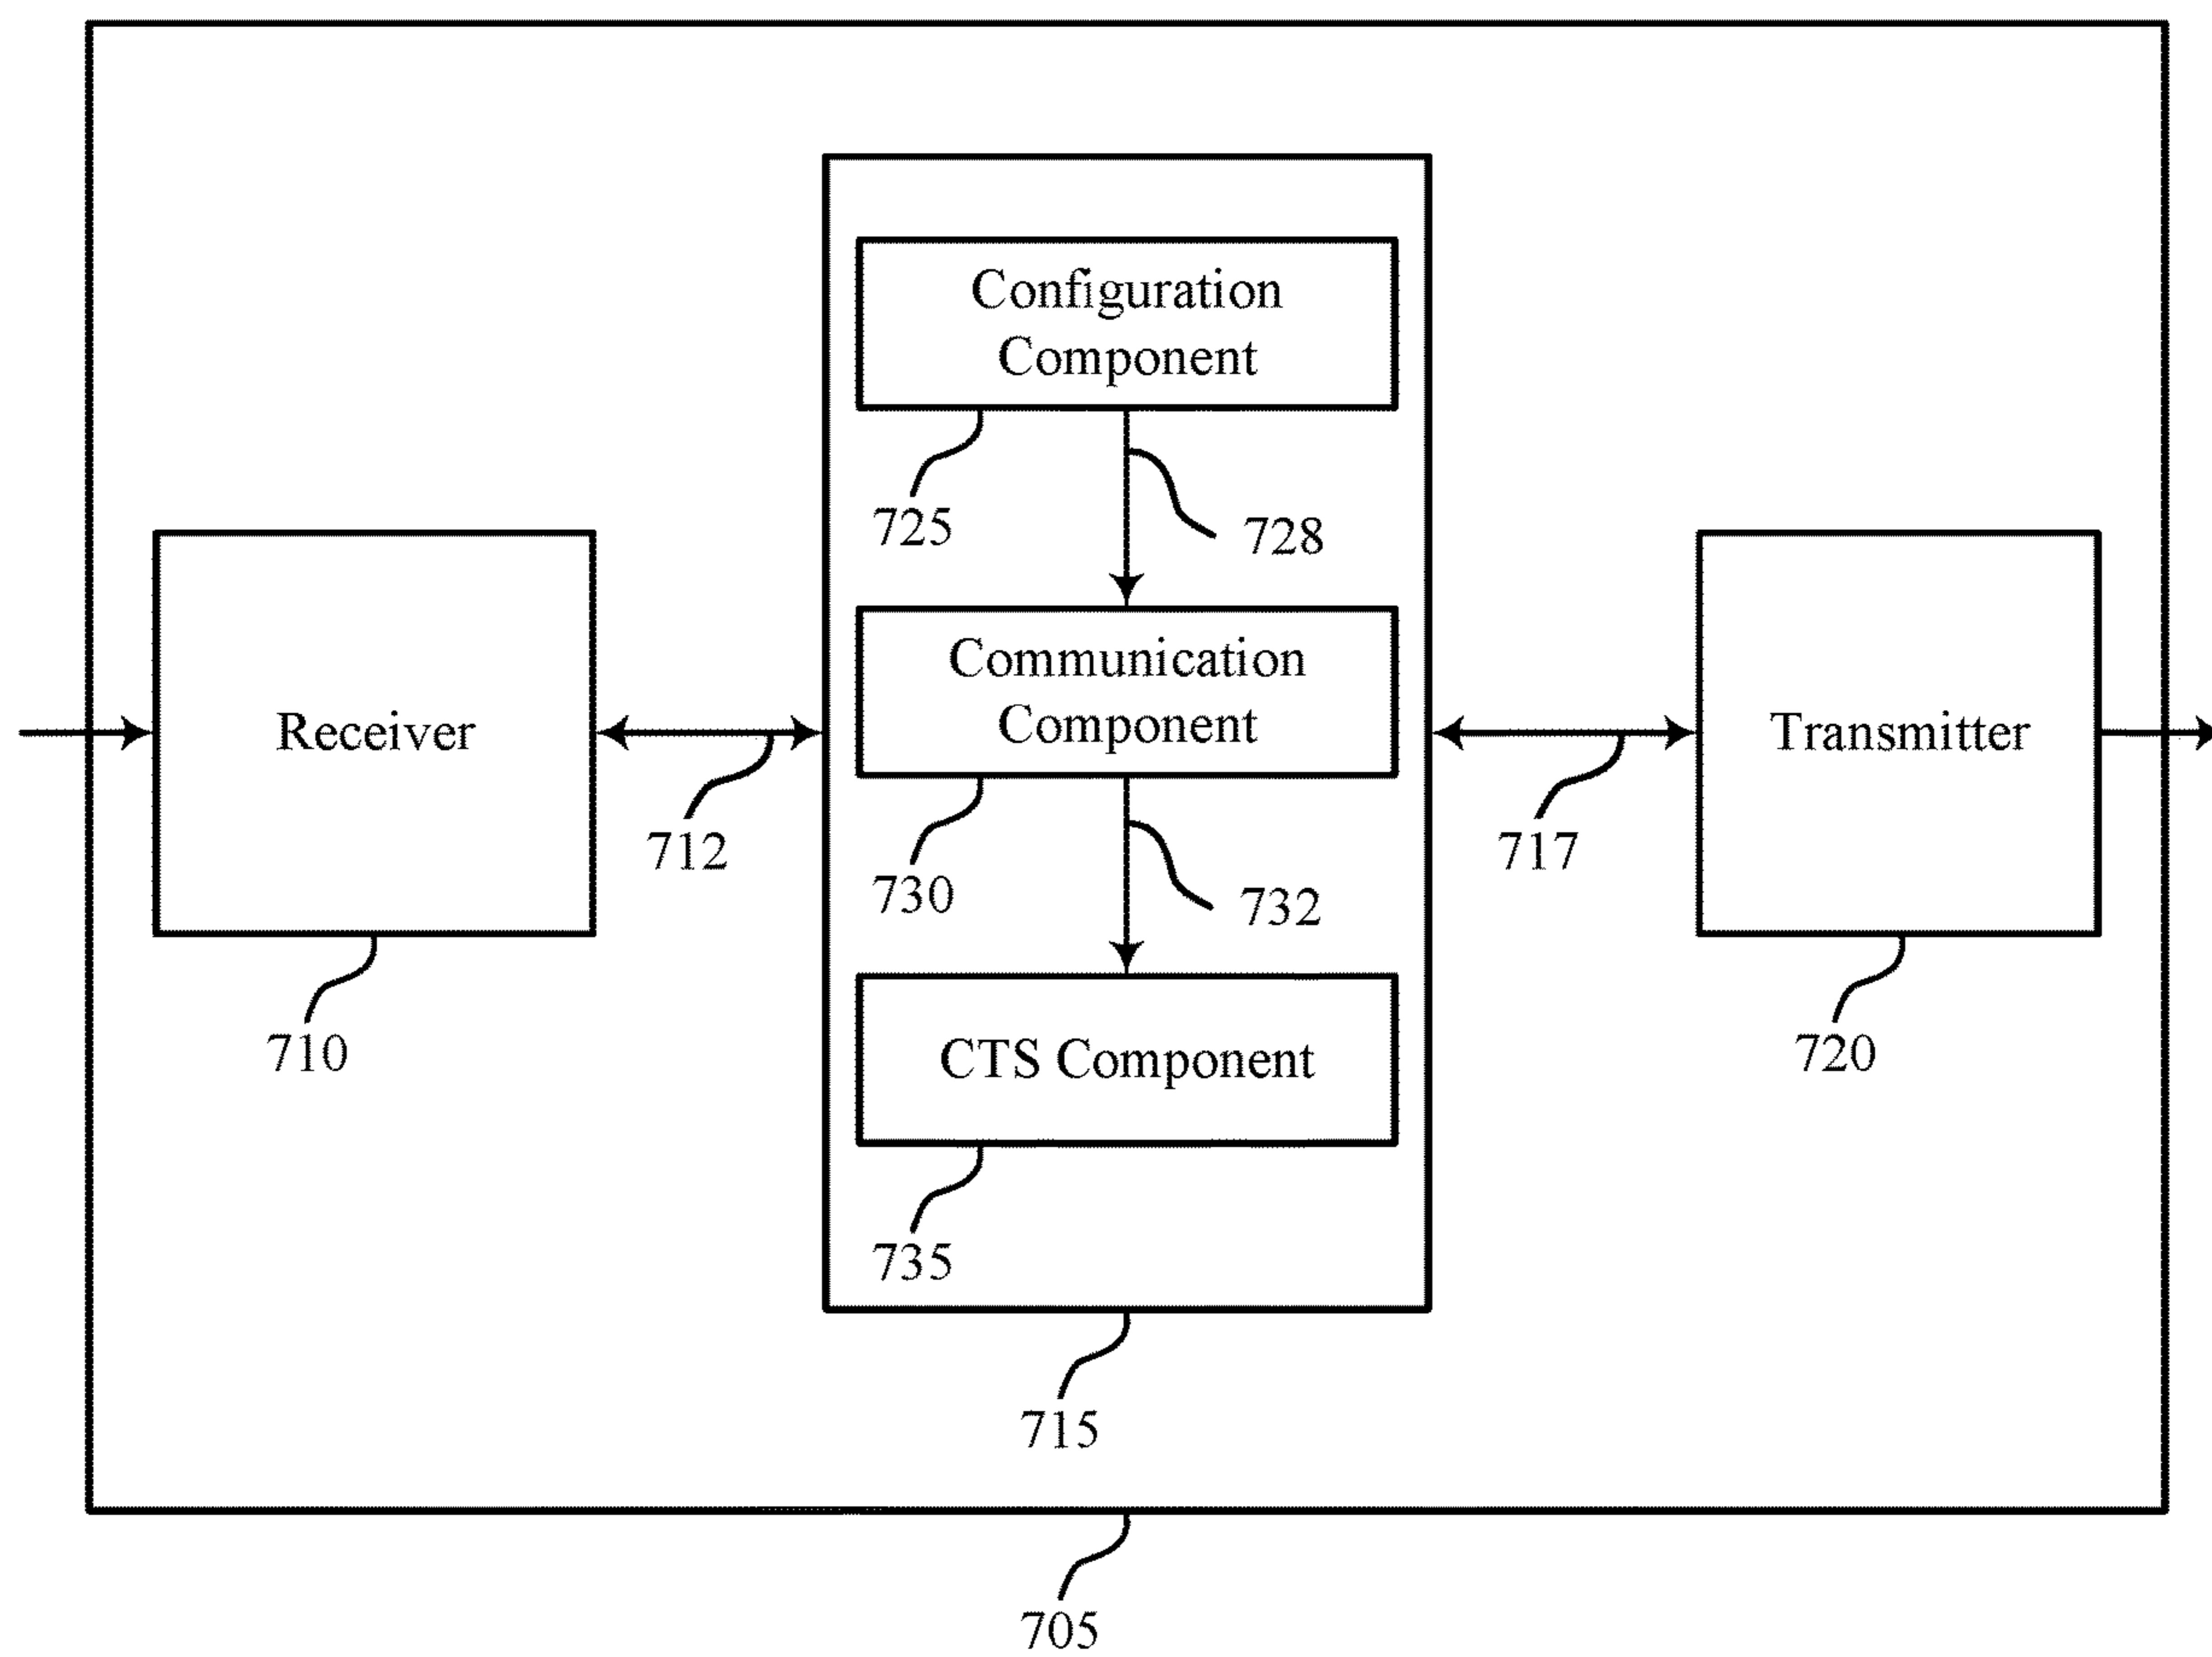 Configuration
Component
725
728
Receiver
Communication
Component
Transmitter
712
717
730
732
710
CTS Component
720
735
715
705